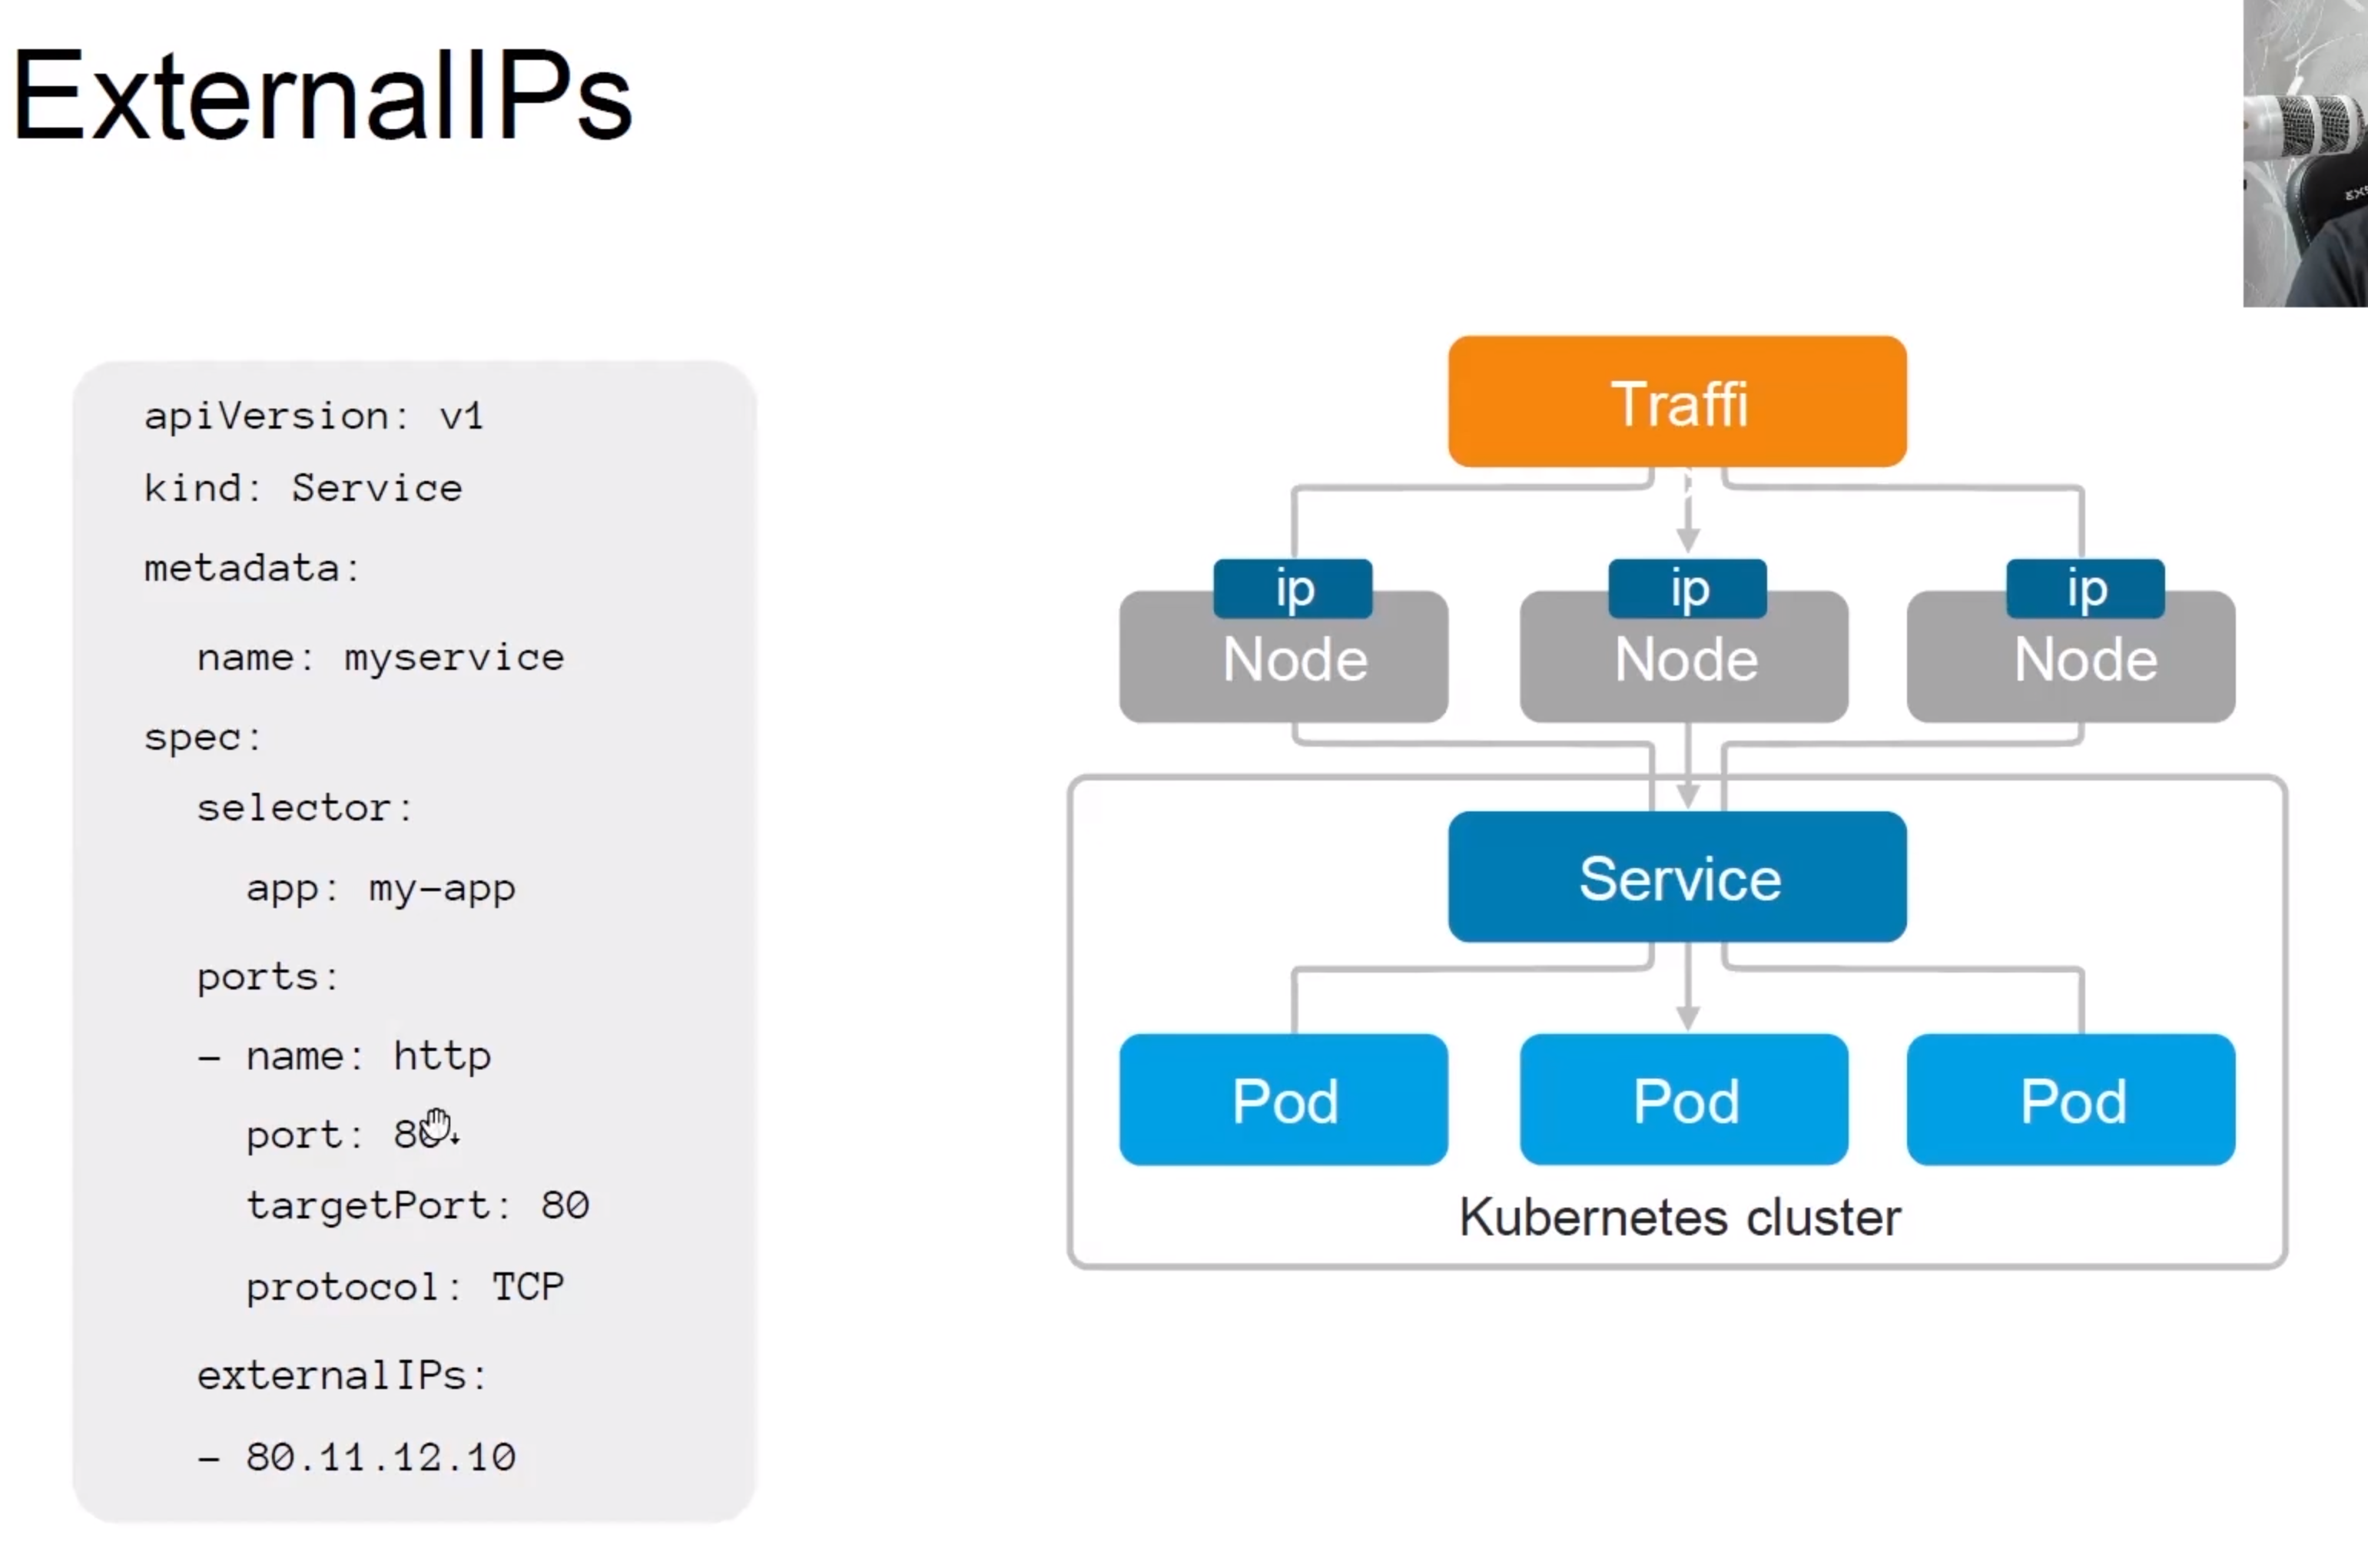 ExternalIPs
apiVersion: v1
kind: Service
metadata:
name: myservice
spec:
selector:
app: my-app
ports:
- name: http
port: 80
targetPort: 80
protocol: TCP
externalIPs:
- 80.11.12.10
Traffi
ip ip ip
Node Node Node
Service
Pod Pod Pod
Kubernetes cluster